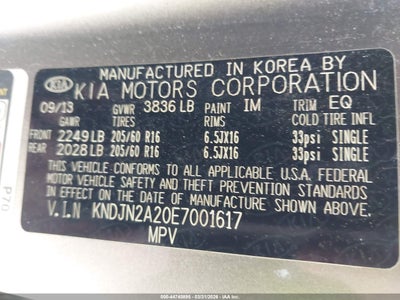 MANUFACTURED IN KOREA BY
KIA KIA MOTORS CORPORATION
09/13 GVWR 3836 LB PAINT IM TRIM EQ
GAWR TIRES RIMS COLD TIRE INFL
FRONT 2249 LB 205/60 R16 6.5JX16 33psi SINGLE
REAR 2028 LB 205/60 R16 6.5JX16 33psi SINGLE
THIS VEHICLE CONFORMS TO ALL APPLICABLE U.S.A. FEDERAL
MOTOR VEHICLE SAFETY, BUMPER, AND THEFT PREVENTION STANDARDS
IN EFFECT ON THE DATE OF MANUFACTURE SHOWN ABOVE.
V.I.N KNDJN2A20E7001617
MPV
P70